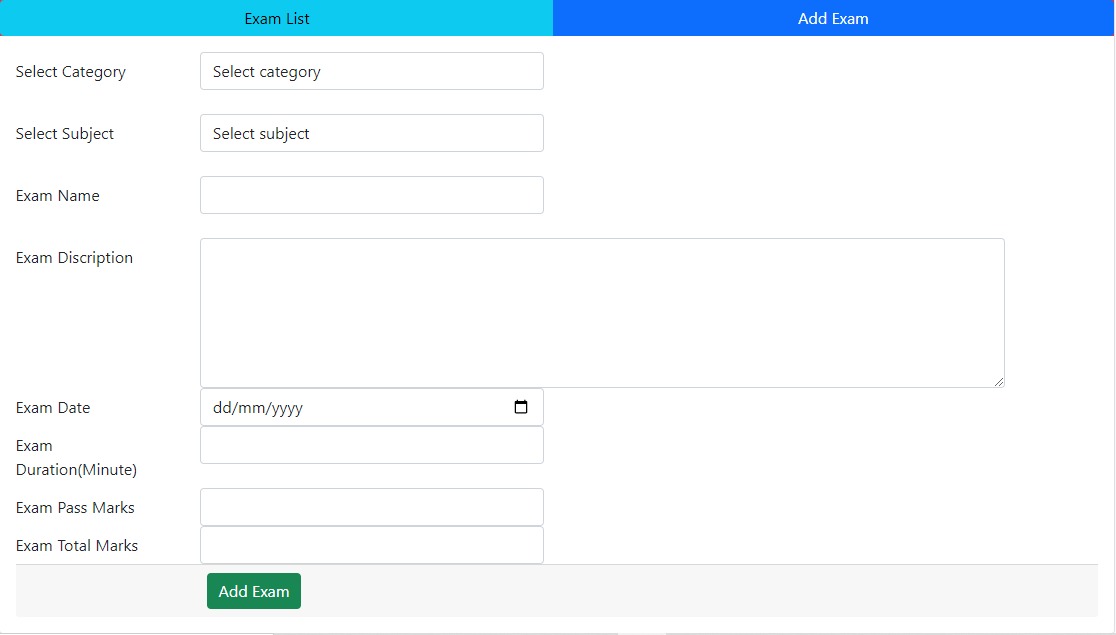 Exam List Add Exam
Select Category Select category
Select Subject Select subject
Exam Name
Exam Discription
Exam Date dd/mm/yyyy
Exam
Duration(Minute)
Exam Pass Marks
Exam Total Marks
Add Exam